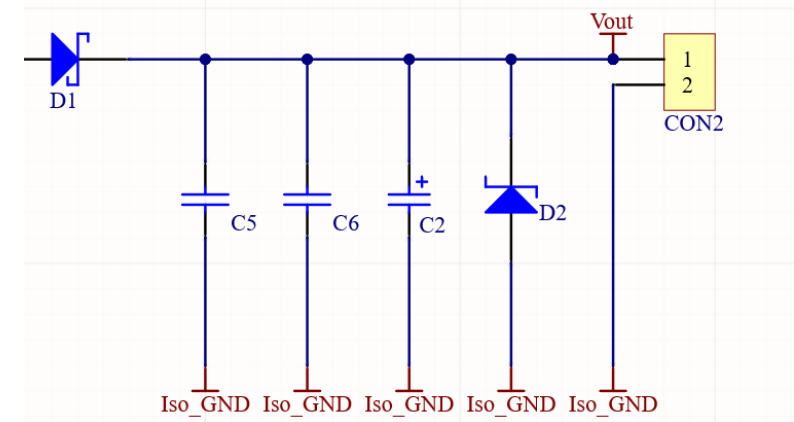 Vout
1
2
D1
CON2
+
C5
C6
C2
D2
Iso_GND Iso_GND Iso_GND Iso_GND Iso_GND